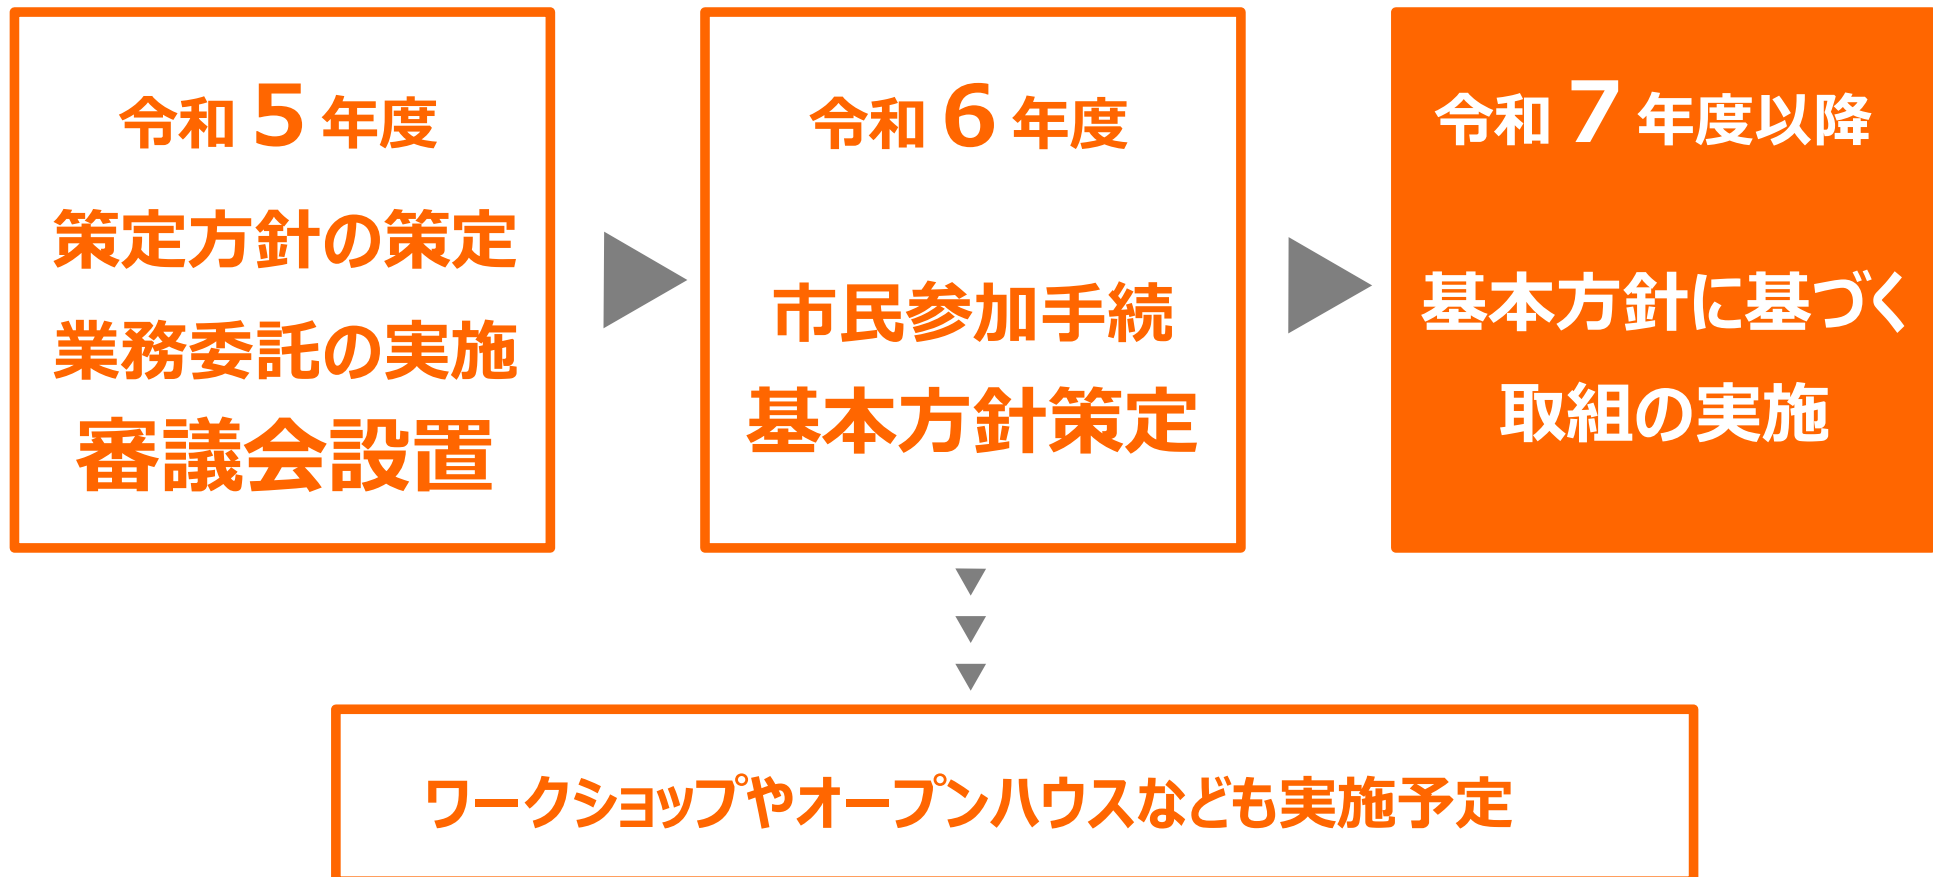 令和5年度
策定方針の策定
業務委託の実施
審議会設置
令和6年度
市民参加手続
基本方針策定
令和7年度以降
基本方針に基づく
取組の実施
ワークショップやオープンハウスなども実施予定